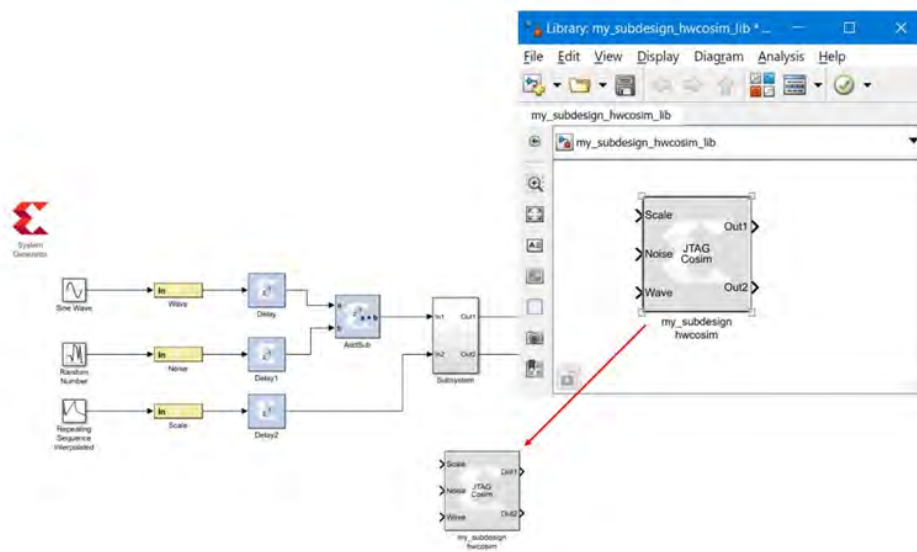 Library: my_subdesign_hwcosim_lib * ...
File Edit View Display Diagram Analysis Help
my_subdesign_hwcosim_lib
my_subdesign_hwcosim_lib
Scale
Noise
Wave
JTAG
Cosim
Out1
Out2
my_subdesign
hwcosim
System
Generator
Sine Wave
In
Wave
Delay
a
b
a + b
AddSub
In1
In2
Out1
Out2
Subsystem
Random
Number
In
Noise
Delay1
Repeating
Sequence
Interpolated
In
Scale
Delay2
Scale
Noise
Wave
JTAG
Cosim
Out1
Out2
my_subdesign
hwcosim